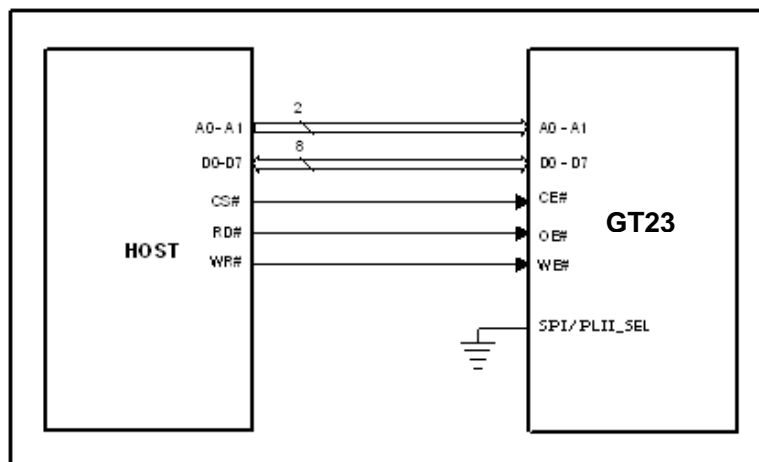 2
A0-A1 A0-A1
8
D0-D7 D0-D7
CS# CE#
GT23
RD# OE#
HOST
WR# WE#
SPI/PLII_SEL